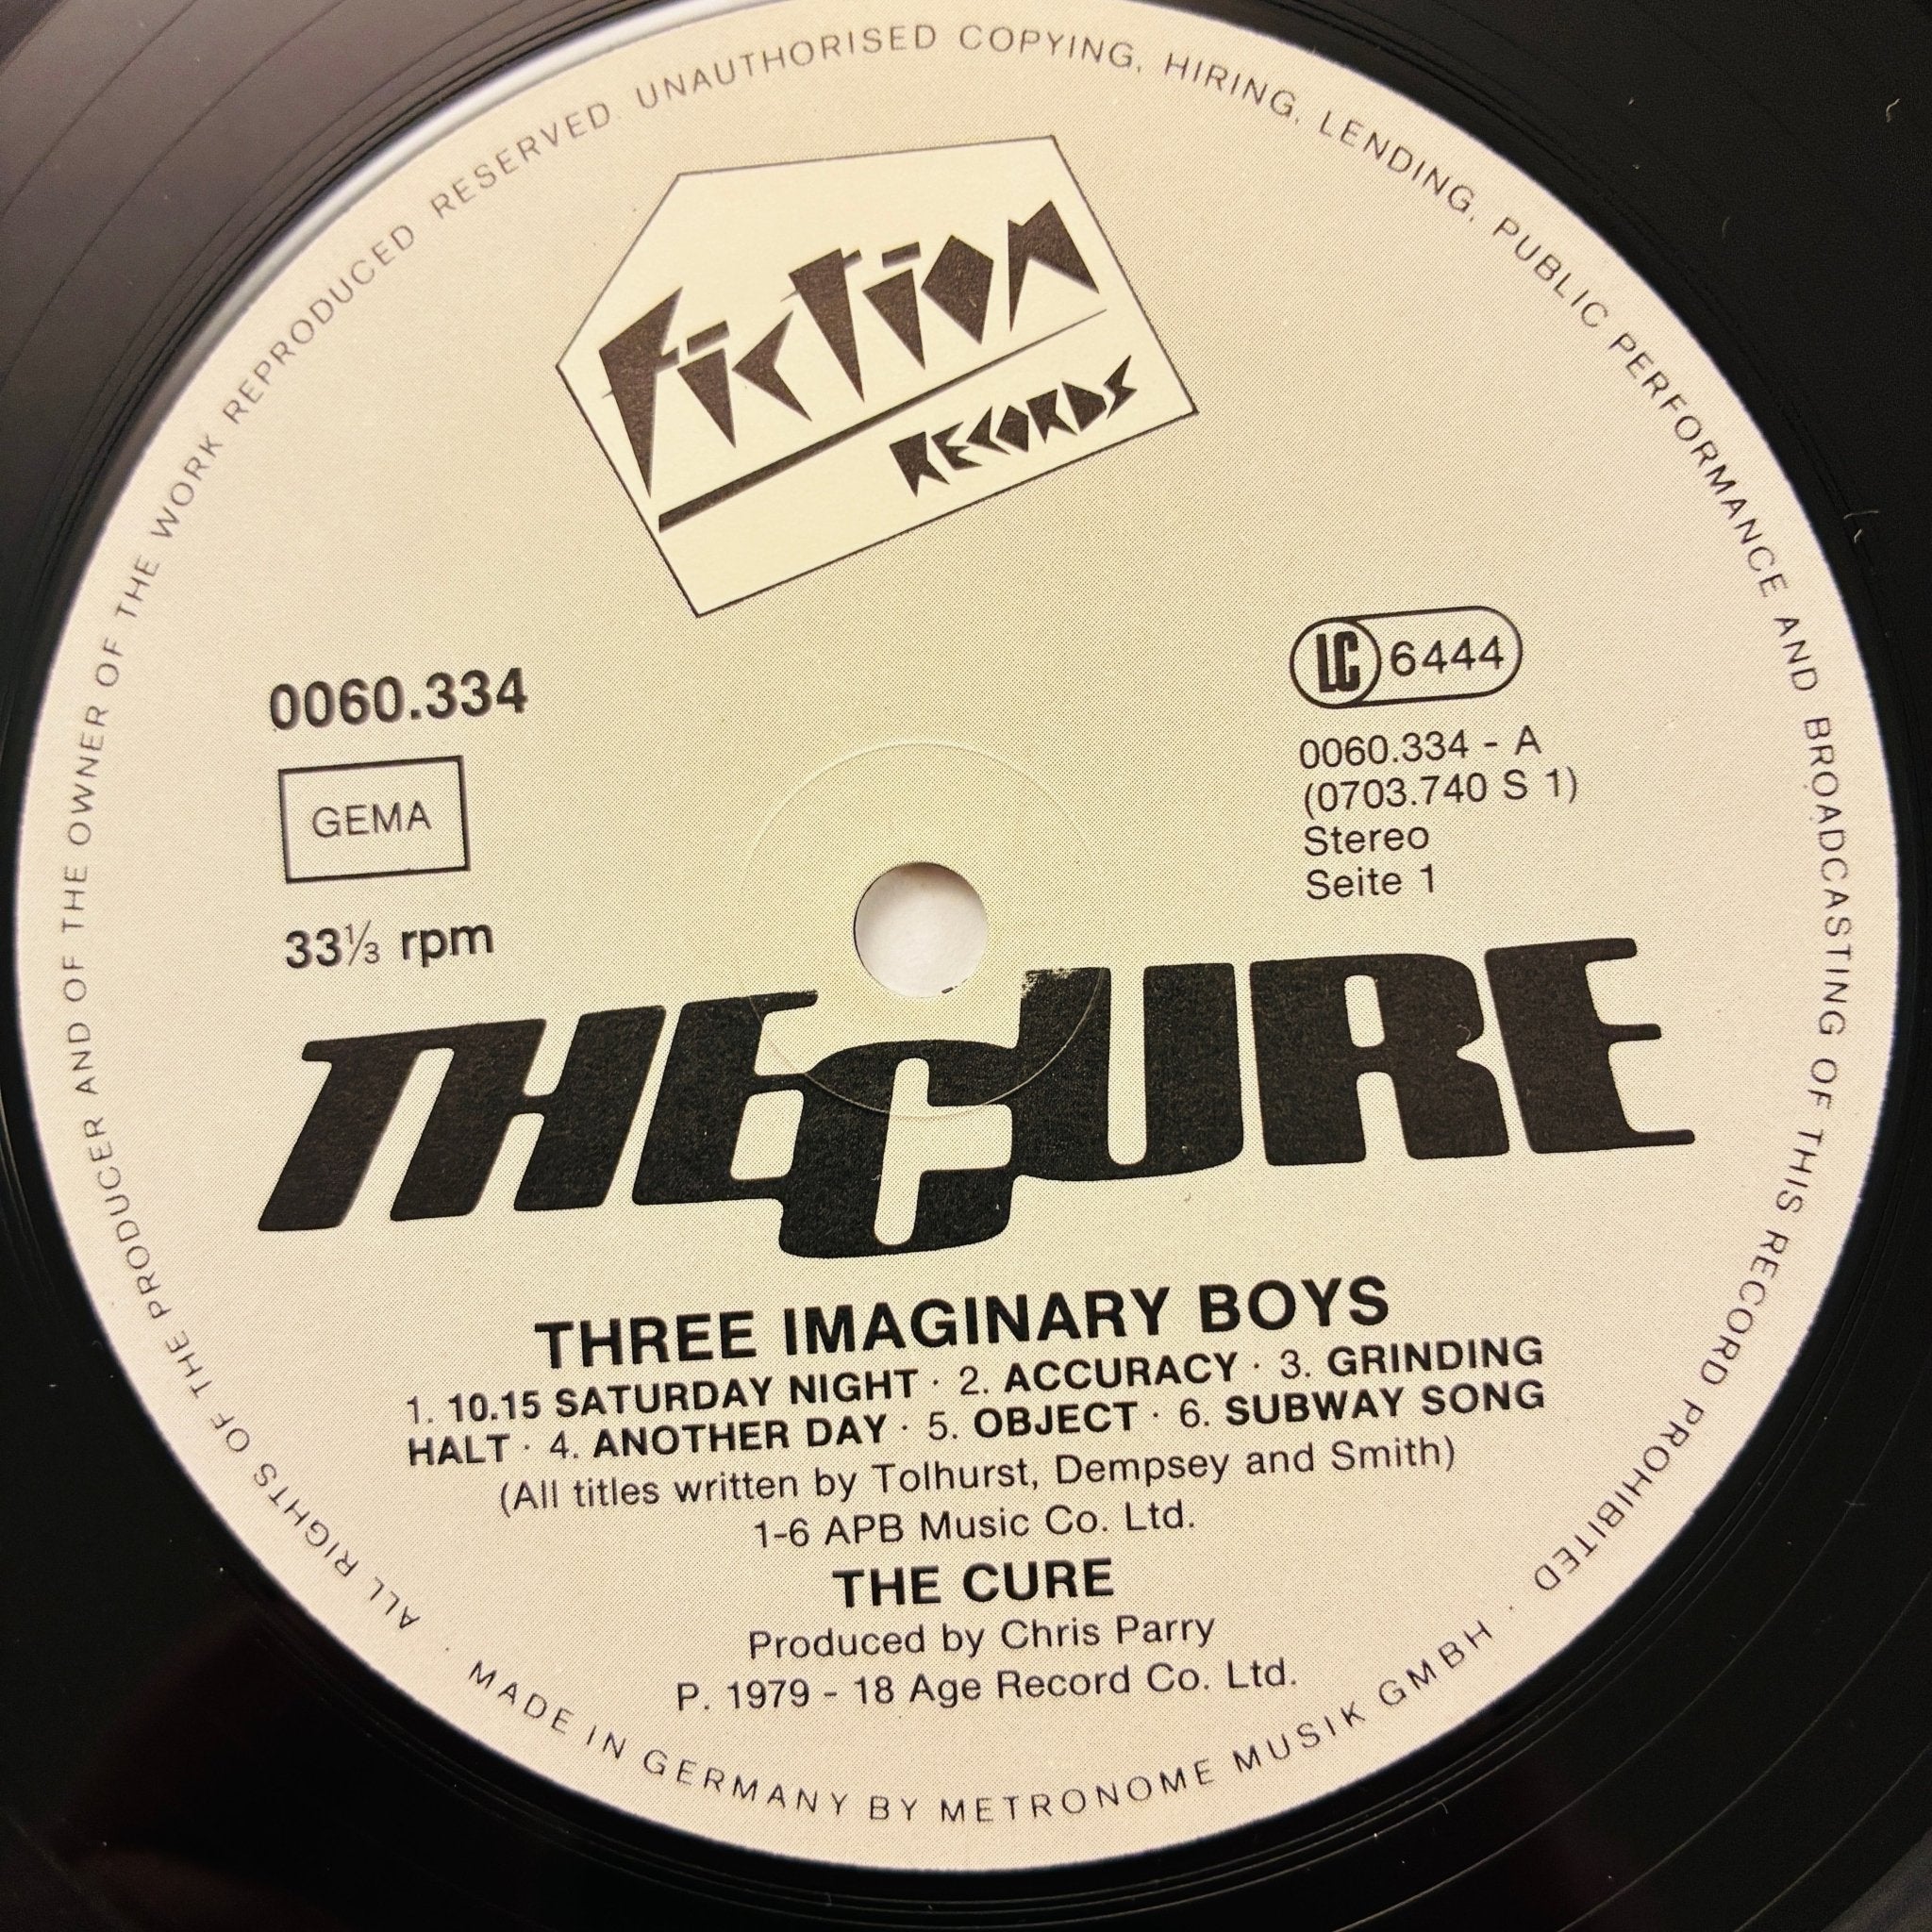 Fiction
RECORDS
0060.334
GEMA
33⅓ rpm
LC 6444
0060.334 - A
(0703.740 S 1)
Stereo
Seite 1
THE CURE
THREE IMAGINARY BOYS
1. 10.15 SATURDAY NIGHT · 2. ACCURACY · 3. GRINDING
HALT · 4. ANOTHER DAY · 5. OBJECT · 6. SUBWAY SONG
(All titles written by Tolhurst, Dempsey and Smith)
1-6 APB Music Co. Ltd.
THE CURE
Produced by Chris Parry
P. 1979 - 18 Age Record Co. Ltd.
ALL RIGHTS OF THE PRODUCER AND OF THE OWNER OF THE WORK REPRODUCED RESERVED. UNAUTHORISED COPYING, HIRING, LENDING, PUBLIC PERFORMANCE AND BROADCASTING OF THIS RECORD PROHIBITED ·
MADE IN GERMANY BY METRONOME MUSIK GMBH ·